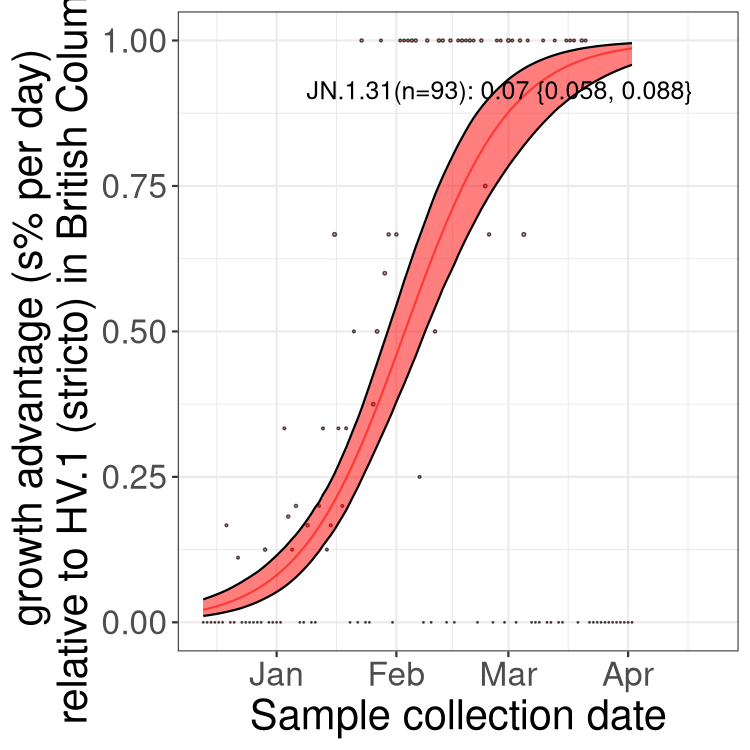 growth advantage (s% per day)
relative to HV.1 (stricto) in British Colum
1.00
0.75
0.50
0.25
0.00
JN.1.31(n=93): 0.07 {0.058, 0.088}
Jan Feb Mar Apr
Sample collection date